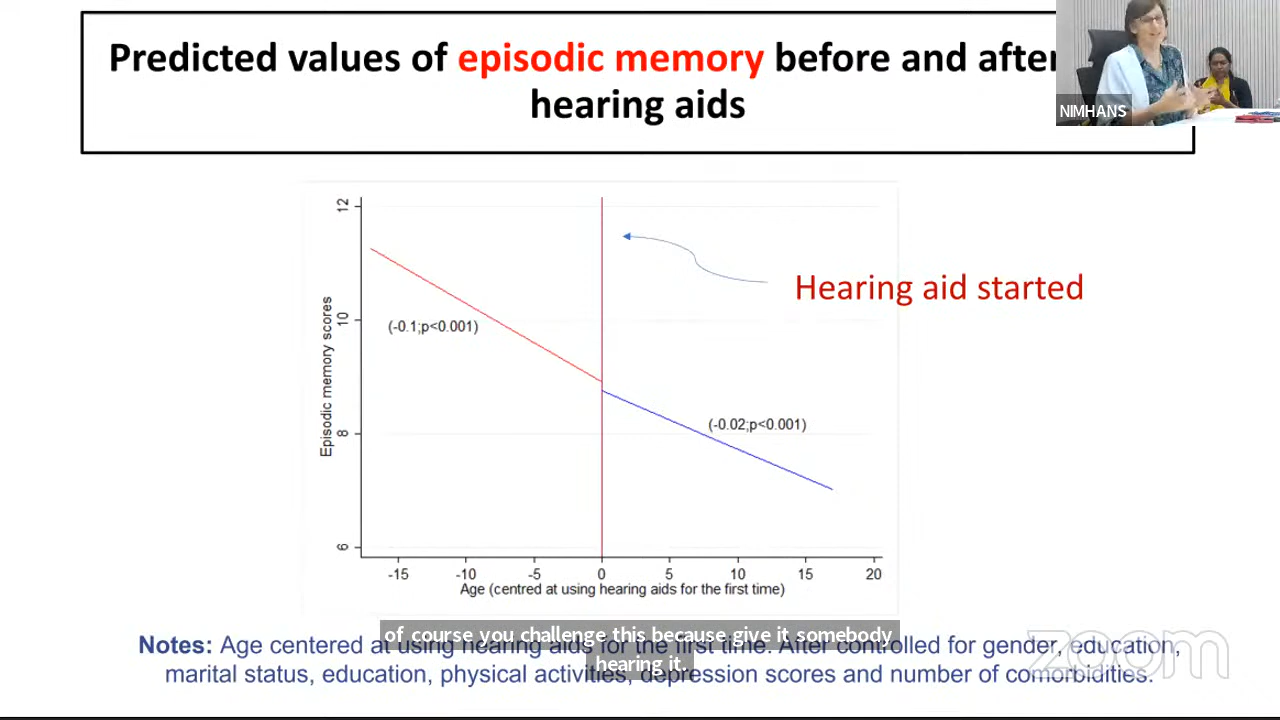 Predicted values of episodic memory before and after
hearing aids
NIMHANS
12
10
8
6
Episodic memory scores
(-0.1;p<0.001)
(-0.02;p<0.001)
Hearing aid started
-15 -10 -5 0 5 10 15 20
Age (centred at using hearing aids for the first time)
of course you challenge this because give it somebody
hearing it.
Notes: Age centered at using hearing aids for the first time. After controlled for gender, education,
marital status, education, physical activities, depression scores and number of comorbidities.
zoom